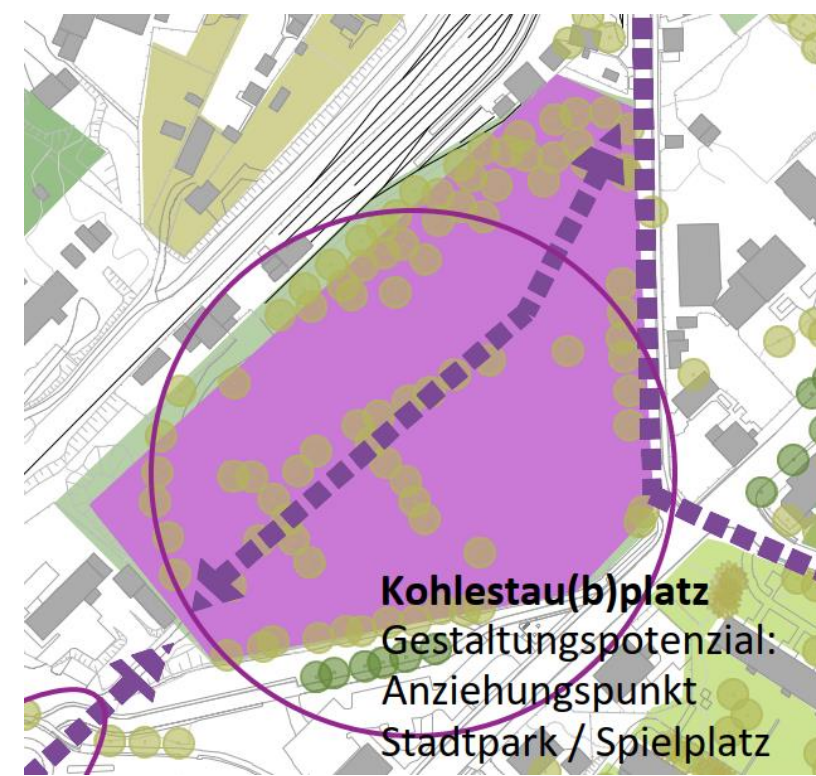 Kohlestau(b)platz
Gestaltungspotenzial:
Anziehungspunkt
Stadtpark / Spielplatz